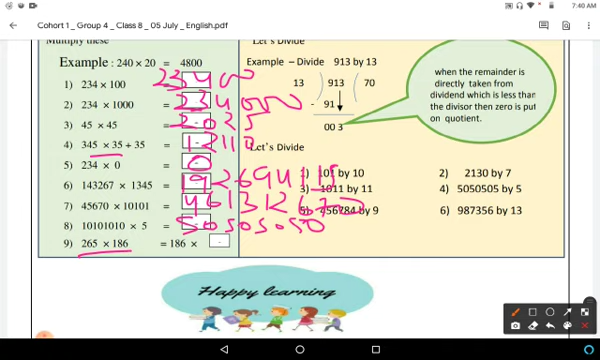 7:40 AM
Cohort 1 _ Group 4 _ Class 8 _ 05 July _ English.pdf
Multiply these
Example : 240 × 20 = 4800
1) 234 × 100 = 23400
2) 234 × 1000 = 234000
3) 45 × 45 = 2025
4) 345 × 35 + 35 = 12110
5) 234 × 0 = 0
6) 143267 × 1345 = 192694115
7) 45670 × 10101 =
8) 10101010 × 5 = 50505050
9) 265 × 186 = 186 ×
Let's Divide
Example – Divide 913 by 13
13 ) 913 ( 70
- 91
00 3
when the remainder is
directly taken from
dividend which is less than
the divisor then zero is put
on quotient.
Let's Divide
1) 101 by 10 2) 2130 by 7
3) 1011 by 11 4) 5050505 by 5
5) 456784 by 9 6) 987356 by 13
Happy learning